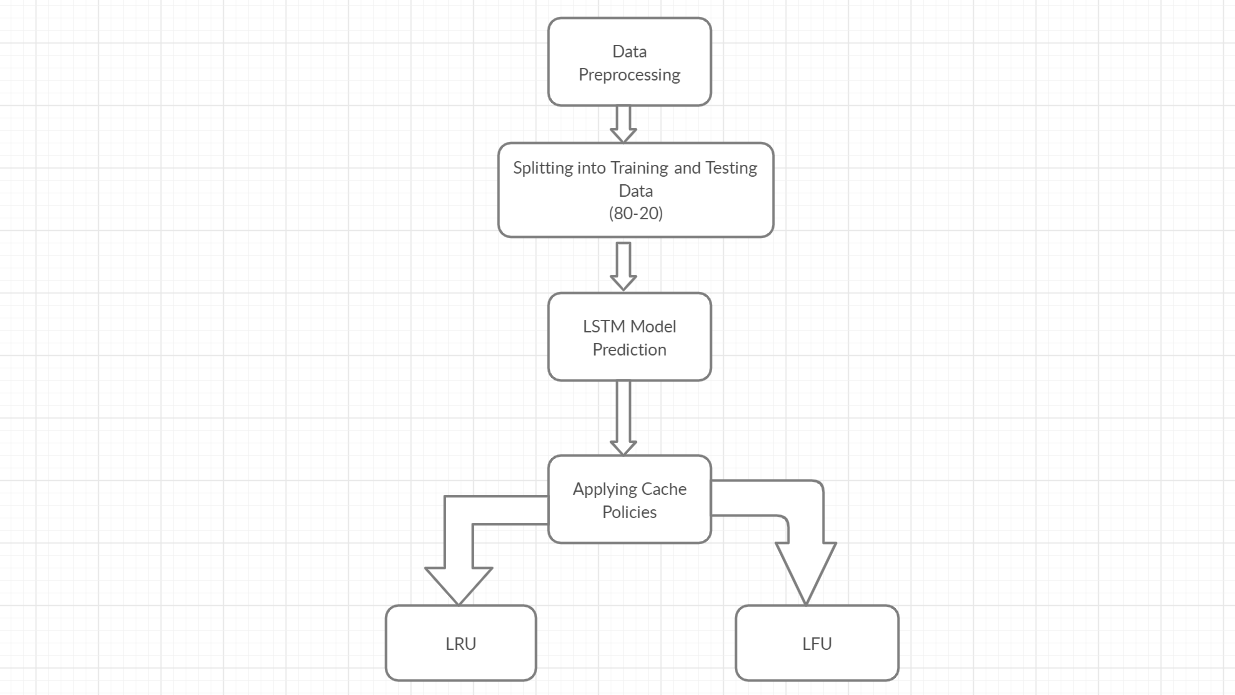 Data
Preprocessing
Splitting into Training and Testing
Data
(80-20)
LSTM Model
Prediction
Applying Cache
Policies
LRU
LFU